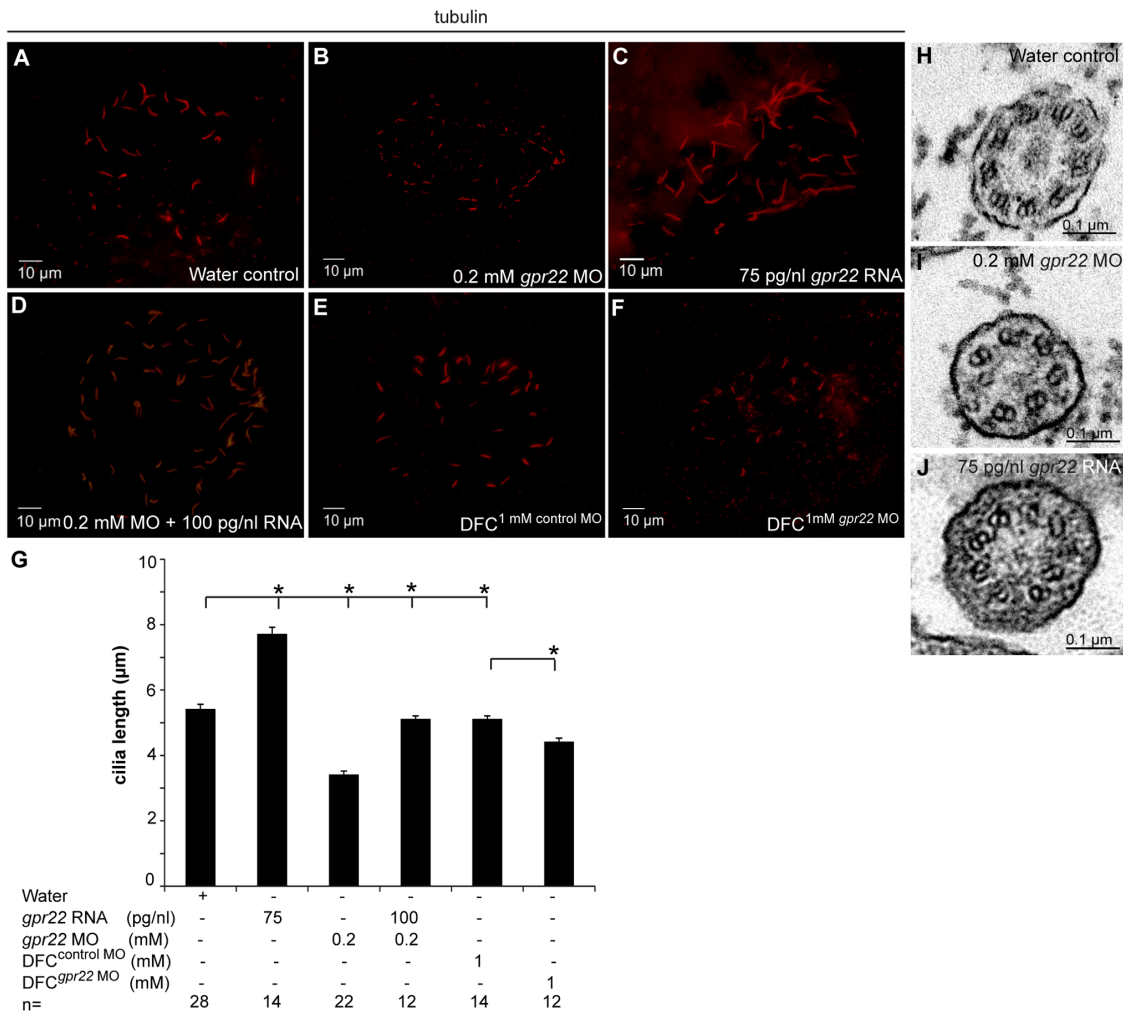 tubulin
A
10 µm
Water control
B
10 µm
0.2 mM gpr22 MO
C
10 µm
75 pg/nl gpr22 RNA
D
10 µm
0.2 mM MO + 100 pg/nl RNA
E
10 µm
DFC1 mM control MO
F
10 µm
DFC1mM gpr22 MO
H
Water control
0.1 µm
I
0.2 mM gpr22 MO
0.1 µm
J
75 pg/nl gpr22 RNA
0.1 µm
G
cilia length (µm)
10
8
6
4
2
0
* * * *
*
Water + - - - - -
gpr22 RNA (pg/nl) - 75 - 100 - -
gpr22 MO (mM) - - 0.2 0.2 - -
DFCcontrol MO (mM) - - - - 1 -
DFCgpr22 MO (mM) - - - - - 1
n= 28 14 22 12 14 12